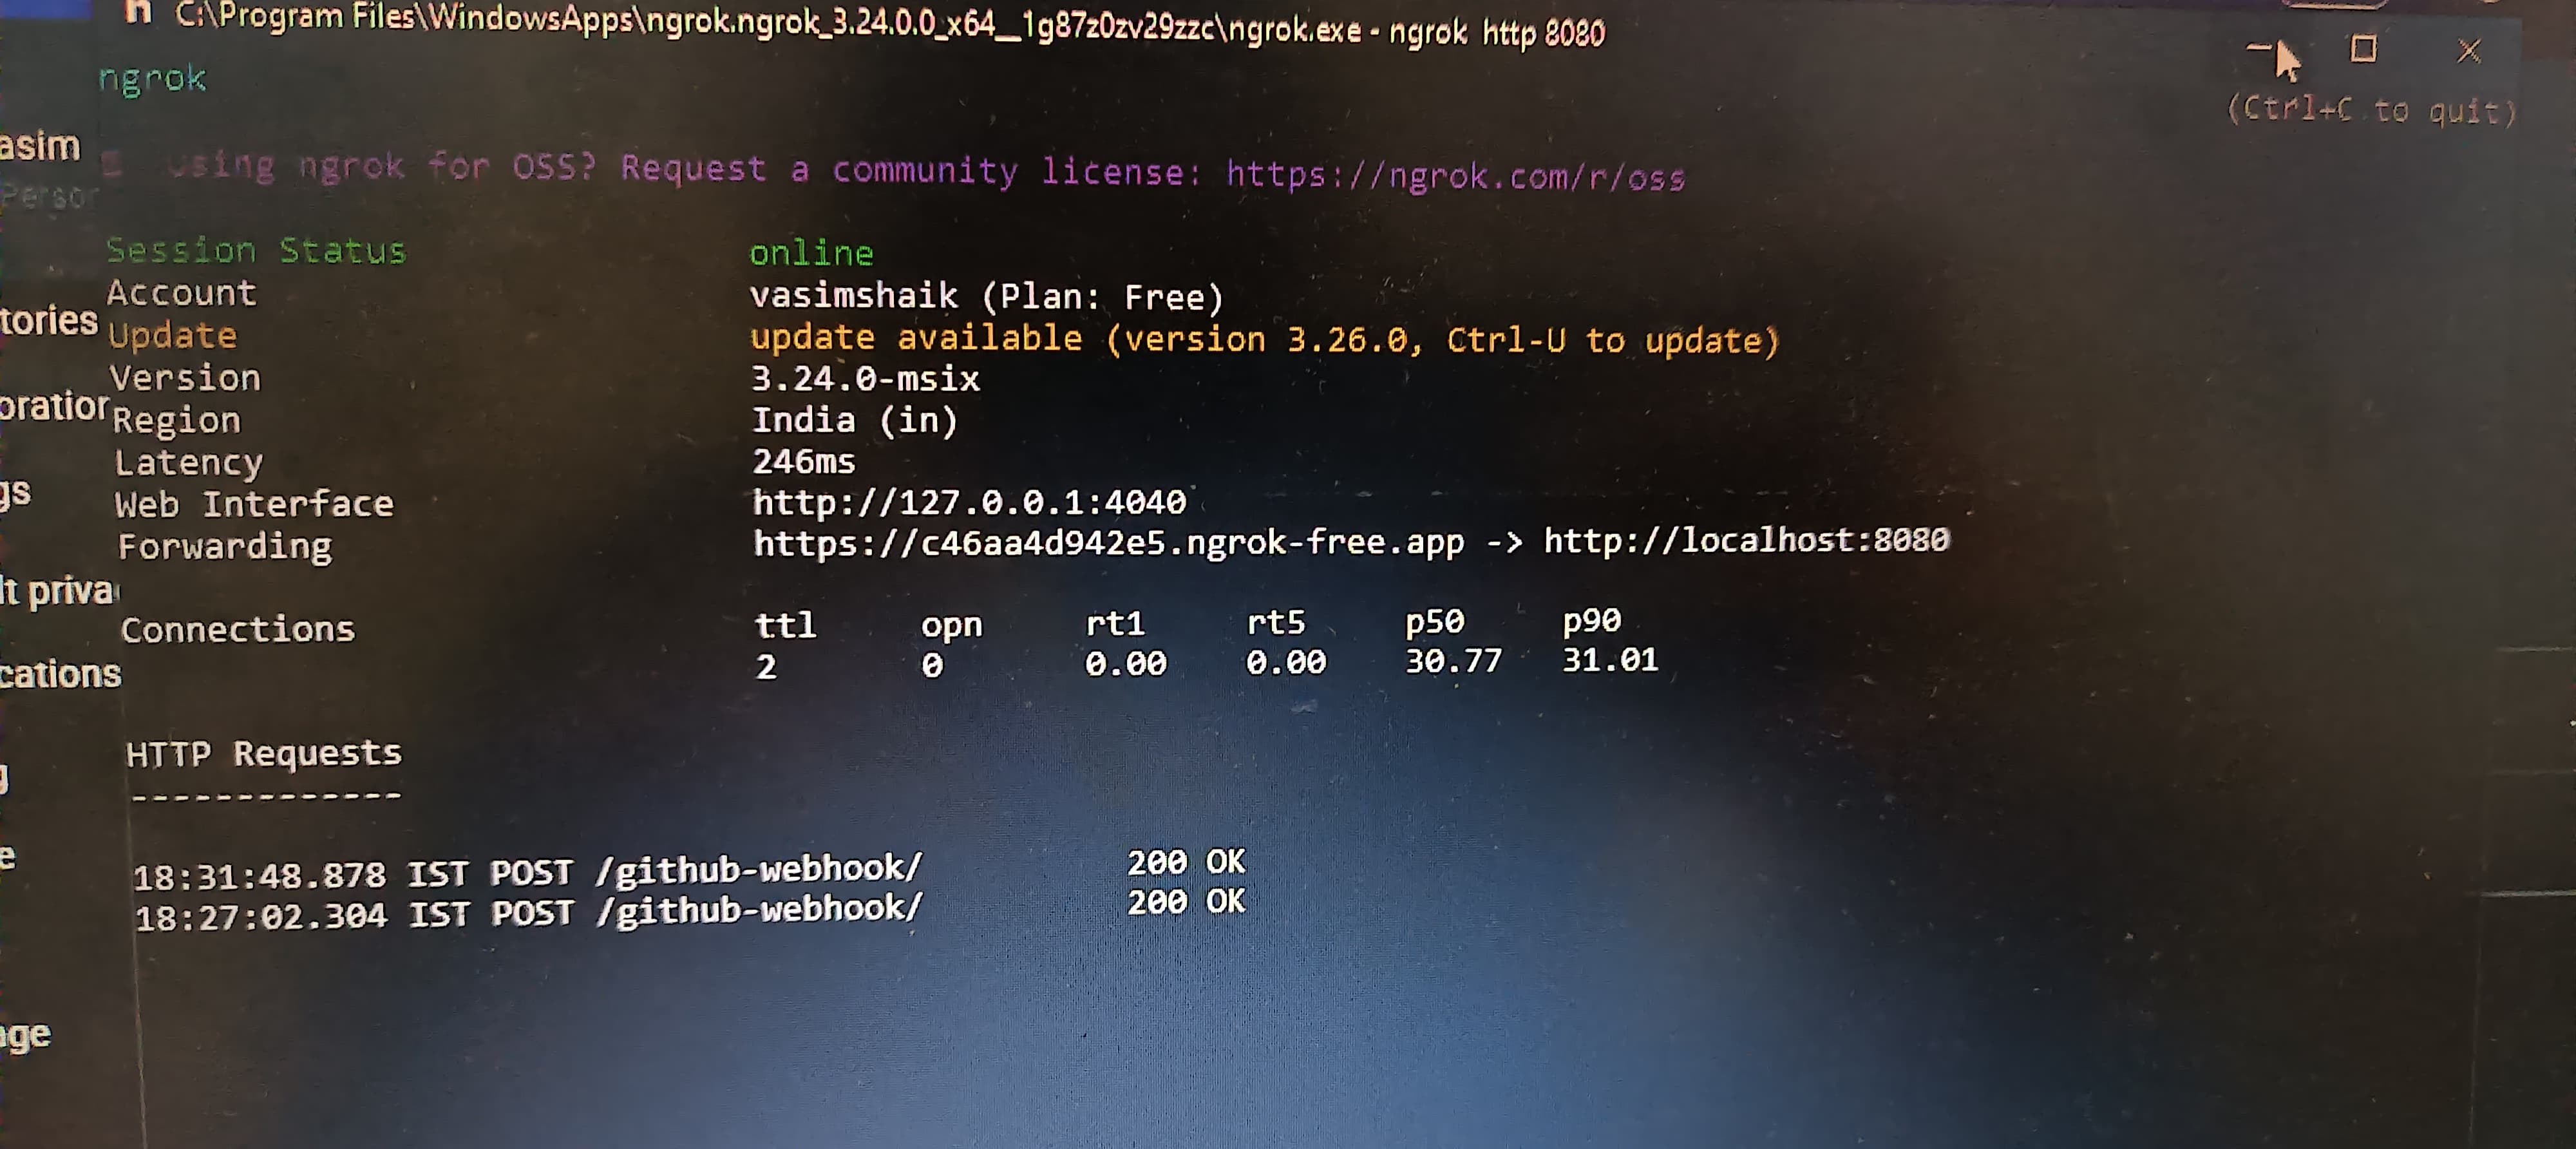 C:\Program Files\WindowsApps\ngrok.ngrok_3.24.0.0_x64__1g87z0zv29zzc\ngrok.exe - ngrok http 8080
ngrok
(Ctrl+C to quit)
asim
using ngrok for OSS? Request a community license: https://ngrok.com/r/oss
Perso
Session Status online
Account vasimshaik (Plan: Free)
tories
Update update available (version 3.26.0, Ctrl-U to update)
Version 3.24.0-msix
oration
Region India (in)
Latency 246ms
gs
Web Interface http://127.0.0.1:4040
Forwarding https://c46aa4d942e5.ngrok-free.app -> http://localhost:8080
lt priva
Connections ttl opn rt1 rt5 p50 p90
2 0 0.00 0.00 30.77 31.01
cations
HTTP Requests
g
-------------
e
18:31:48.878 IST POST /github-webhook/ 200 OK
18:27:02.304 IST POST /github-webhook/ 200 OK
age